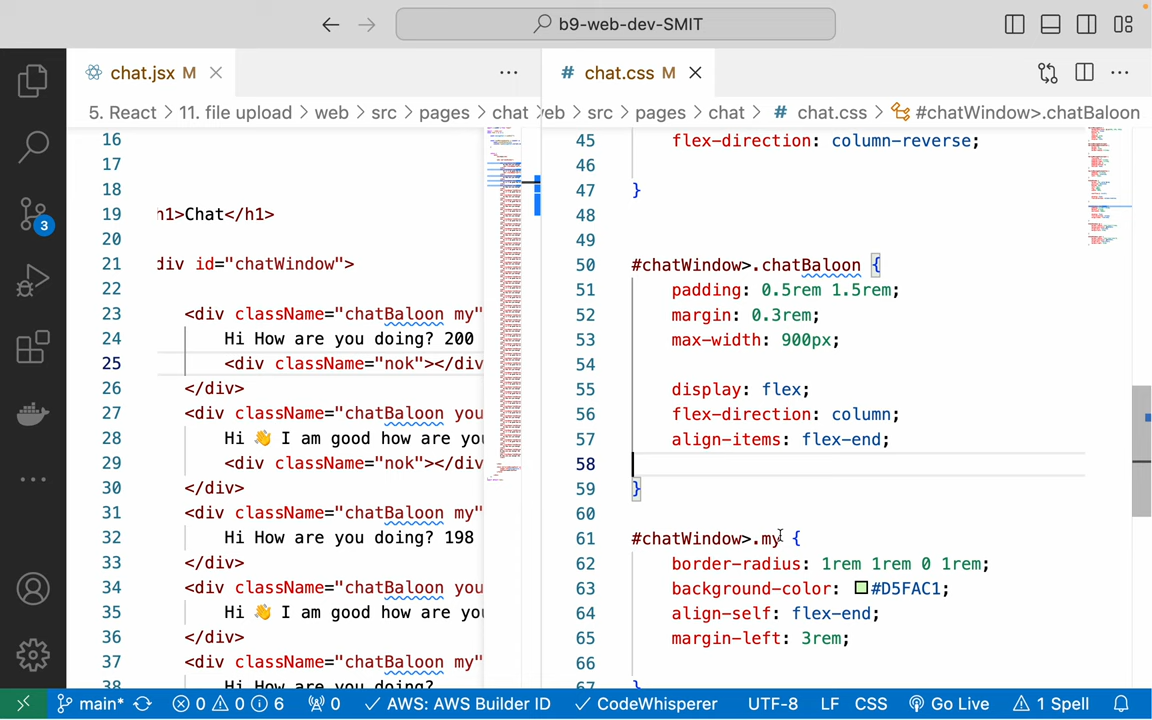 b9-web-dev-SMIT
chat.jsx M
5. React > 11. file upload > web > src > pages > chat
16
17
18
19 h1>Chat</h1>
20
21 div id="chatWindow">
22
23 <div className="chatBaloon my"
24 Hi How are you doing? 200
25 <div className="nok"></div
26 </div>
27 <div className="chatBaloon you
28 Hi 👋 I am good how are you
29 <div className="nok"></div
30 </div>
31 <div className="chatBaloon my"
32 Hi How are you doing? 198
33 </div>
34 <div className="chatBaloon you
35 Hi 👋 I am good how are you
36 </div>
37 <div className="chatBaloon my"
Hi How are you doing?
# chat.css M
eb > src > pages > chat > # chat.css > #chatWindow>.chatBaloon
45 flex-direction: column-reverse;
46
47 }
48
49
50 #chatWindow>.chatBaloon {
51 padding: 0.5rem 1.5rem;
52 margin: 0.3rem;
53 max-width: 900px;
54
55 display: flex;
56 flex-direction: column;
57 align-items: flex-end;
58
59 }
60
61 #chatWindow>.my {
62 border-radius: 1rem 1rem 0 1rem;
63 background-color: #D5FAC1;
64 align-self: flex-end;
65 margin-left: 3rem;
66
67 }
3
main* 0 0 6 0 AWS: AWS Builder ID CodeWhisperer UTF-8 LF CSS Go Live 1 Spell